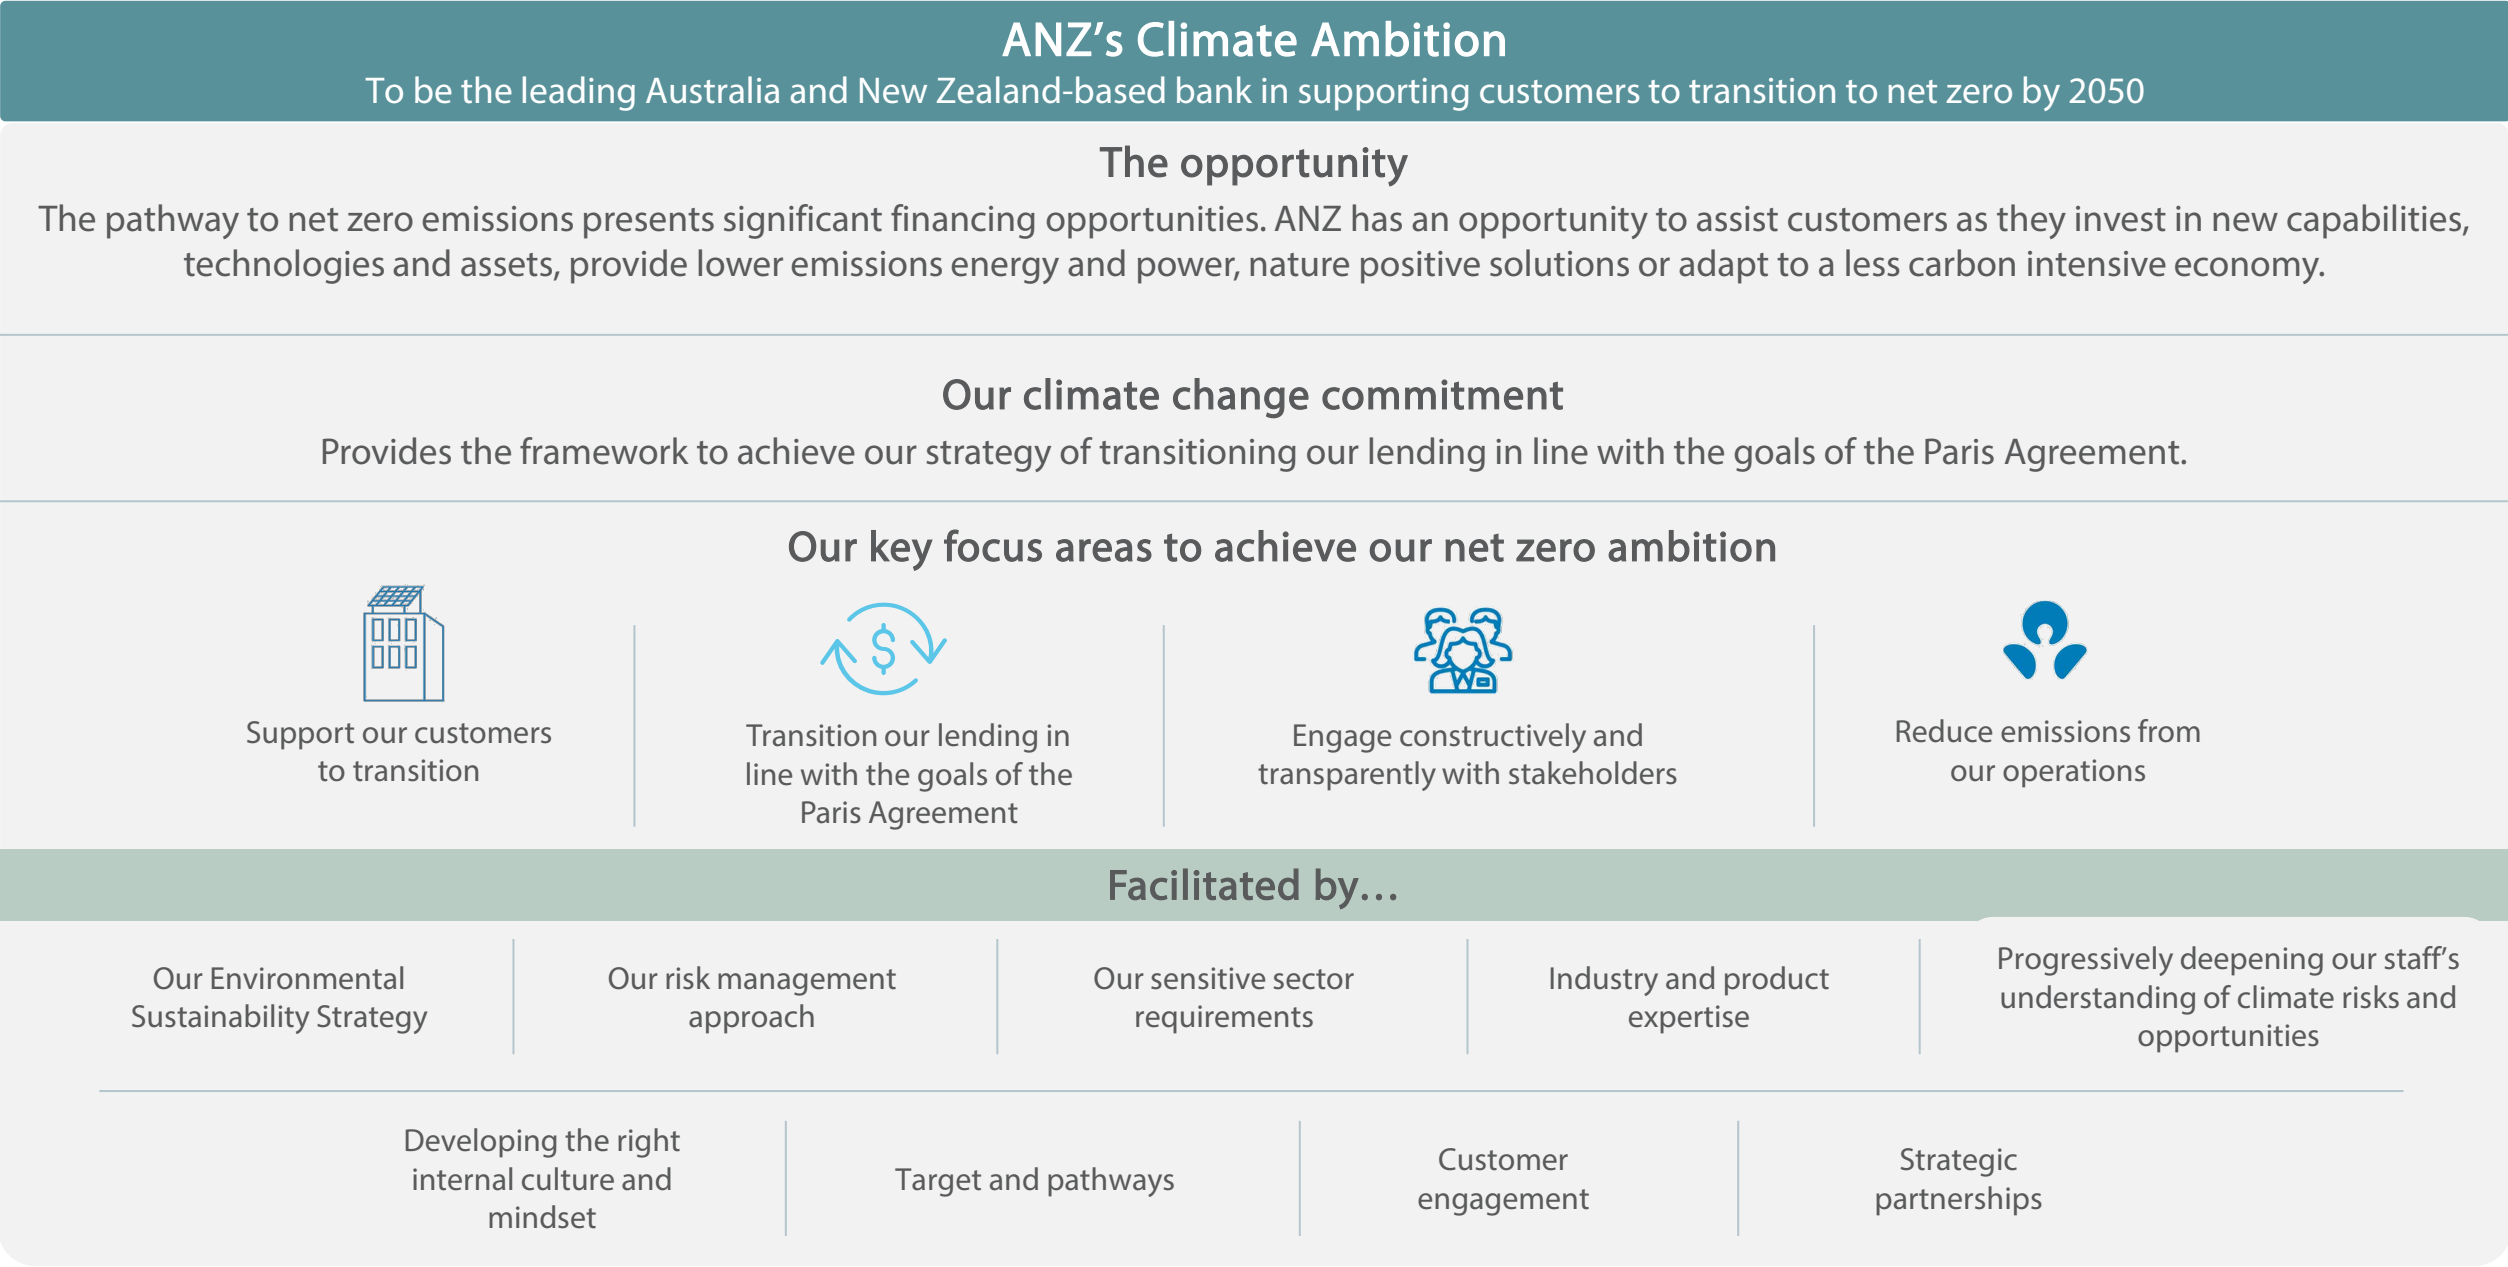 ANZ’s Climate Ambition
To be the leading Australia and New Zealand-based bank in supporting customers to transition to net zero by 2050
The opportunity
The pathway to net zero emissions presents significant financing opportunities. ANZ has an opportunity to assist customers as they invest in new capabilities,
technologies and assets, provide lower emissions energy and power, nature positive solutions or adapt to a less carbon intensive economy.
Our climate change commitment
Provides the framework to achieve our strategy of transitioning our lending in line with the goals of the Paris Agreement.
Our key focus areas to achieve our net zero ambition
Support our customers
to transition
$
Transition our lending in
line with the goals of the
Paris Agreement
Engage constructively and
transparently with stakeholders
Reduce emissions from
our operations
Facilitated by…
Our Environmental
Sustainability Strategy
Our risk management
approach
Our sensitive sector
requirements
Industry and product
expertise
Progressively deepening our staff’s
understanding of climate risks and
opportunities
Developing the right
internal culture and
mindset
Target and pathways
Customer
engagement
Strategic
partnerships